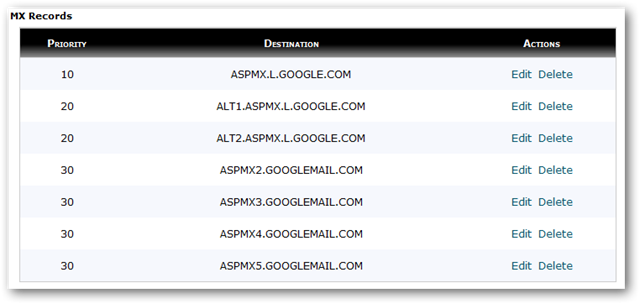 MX Records
Priority Destination Actions
10 ASPMX.L.GOOGLE.COM Edit Delete
20 ALT1.ASPMX.L.GOOGLE.COM Edit Delete
20 ALT2.ASPMX.L.GOOGLE.COM Edit Delete
30 ASPMX2.GOOGLEMAIL.COM Edit Delete
30 ASPMX3.GOOGLEMAIL.COM Edit Delete
30 ASPMX4.GOOGLEMAIL.COM Edit Delete
30 ASPMX5.GOOGLEMAIL.COM Edit Delete